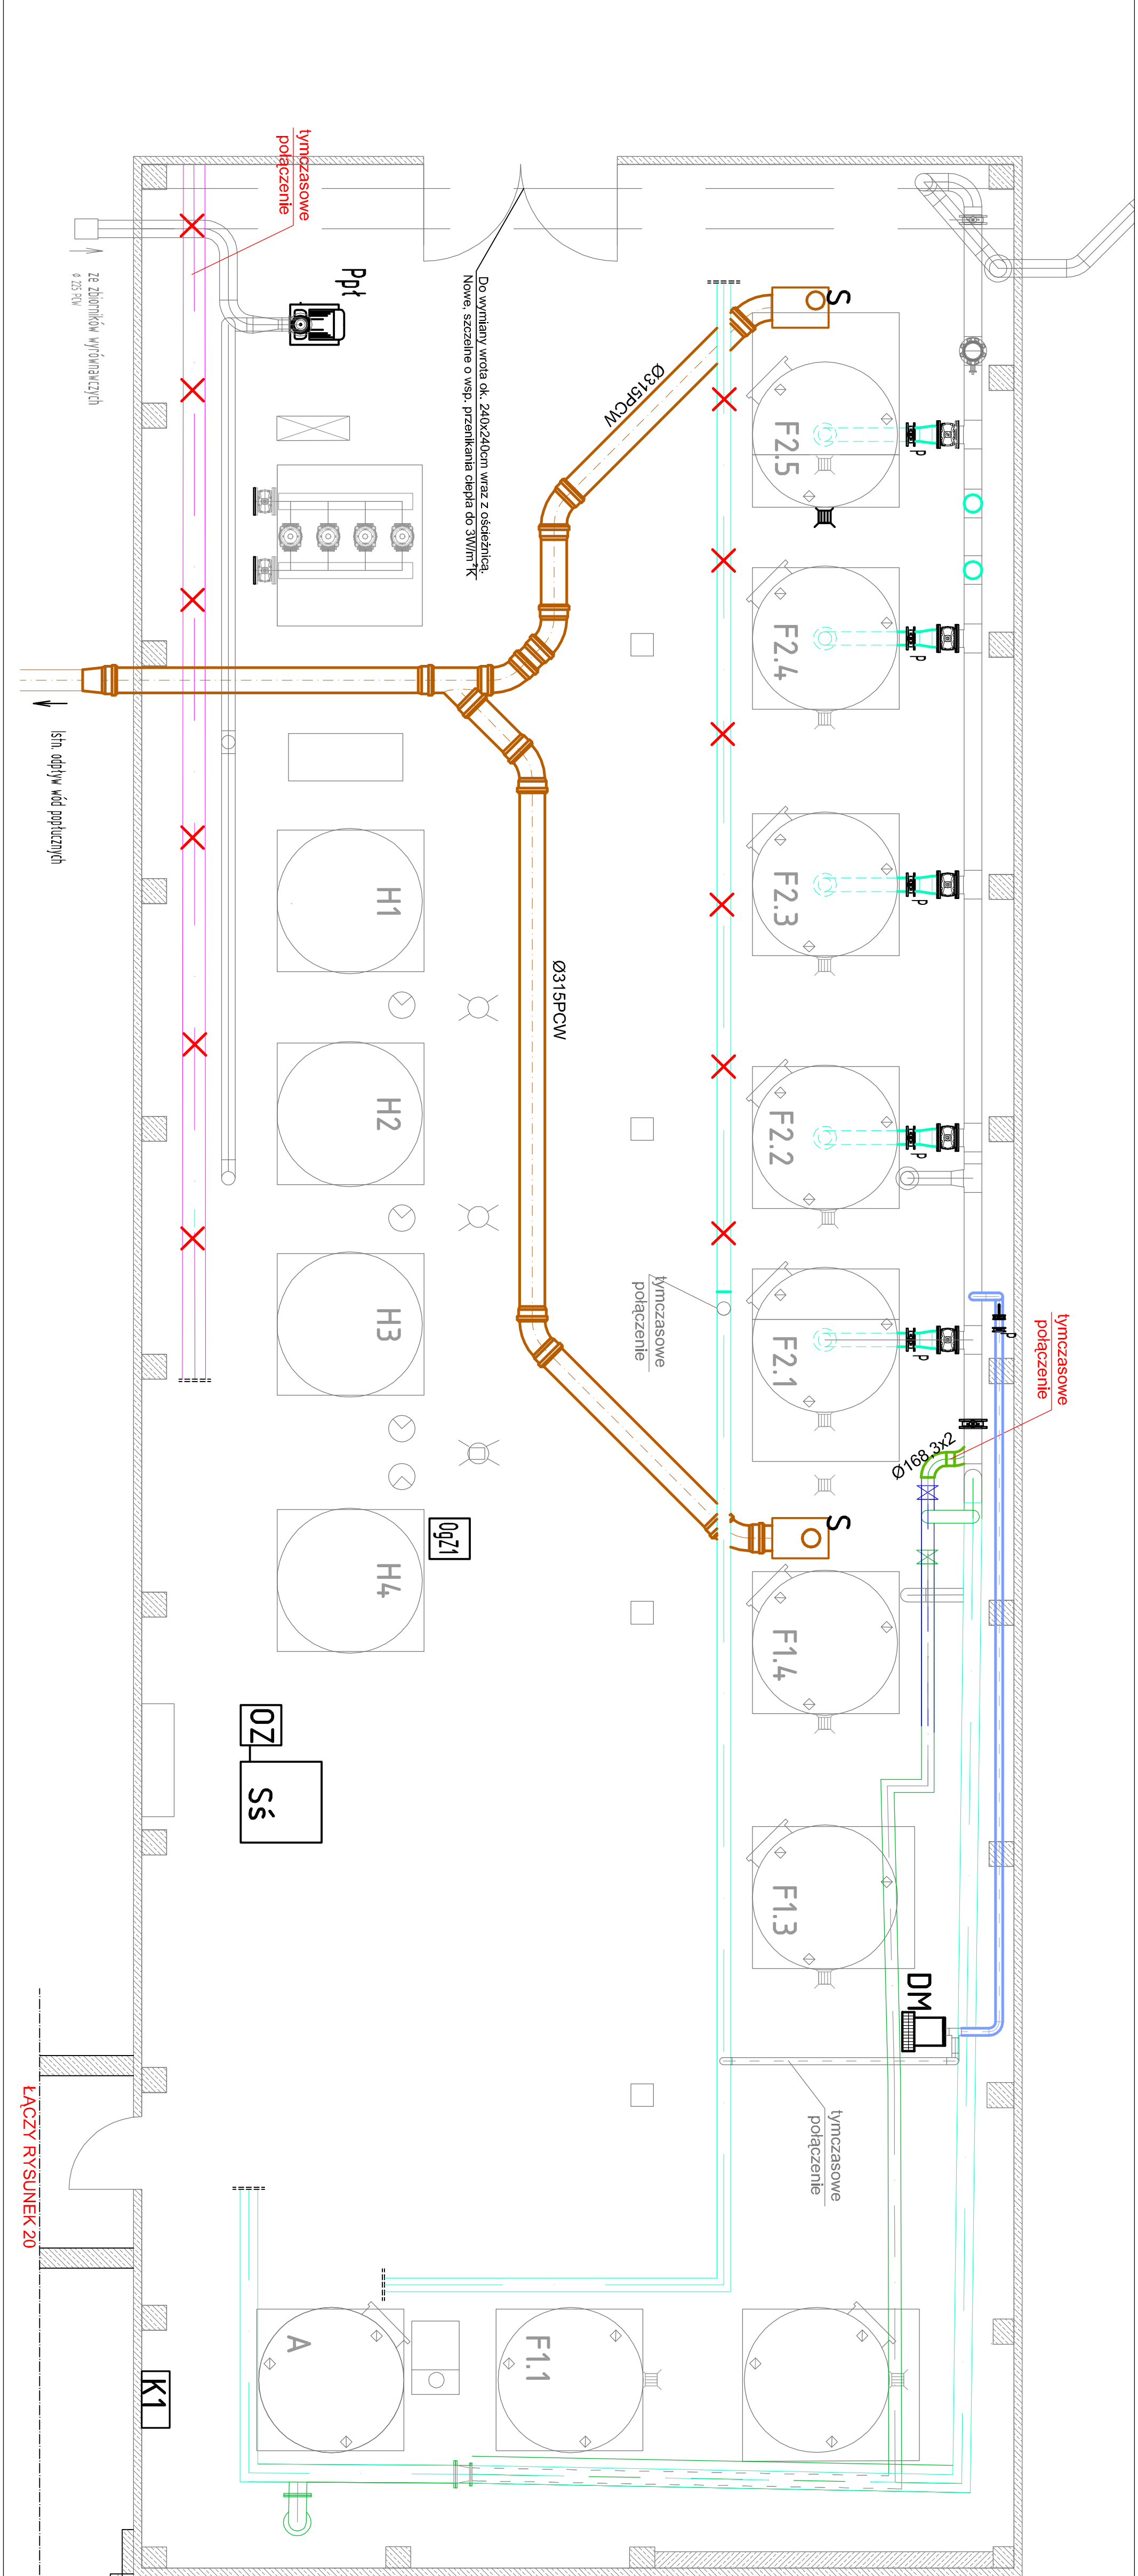 tymczasowe
połączenie
ze zbiorników wyrównawczych
ø 225 PCW
Ppł
Do wymiany wrota ok. 240x240cm wraz z ościeżnicą.
Nowe, szczelne o wsp. przenikania ciepła do 3W/m²K
S
Ø315PCW
F2.5
P
F2.4
P
Istn. odpływ wód popłucznych
F2.3
P
H1
Ø315PCW
H2
F2.2
P
H3
tymczasowe
połączenie
F2.1
P
P
tymczasowe
połączenie
Ø168,3x2
S
OgZ1
H4
F1.4
OZ
Sś
F1.3
DM
tymczasowe
połączenie
ŁĄCZY RYSUNEK 20
A
F1.1
K1